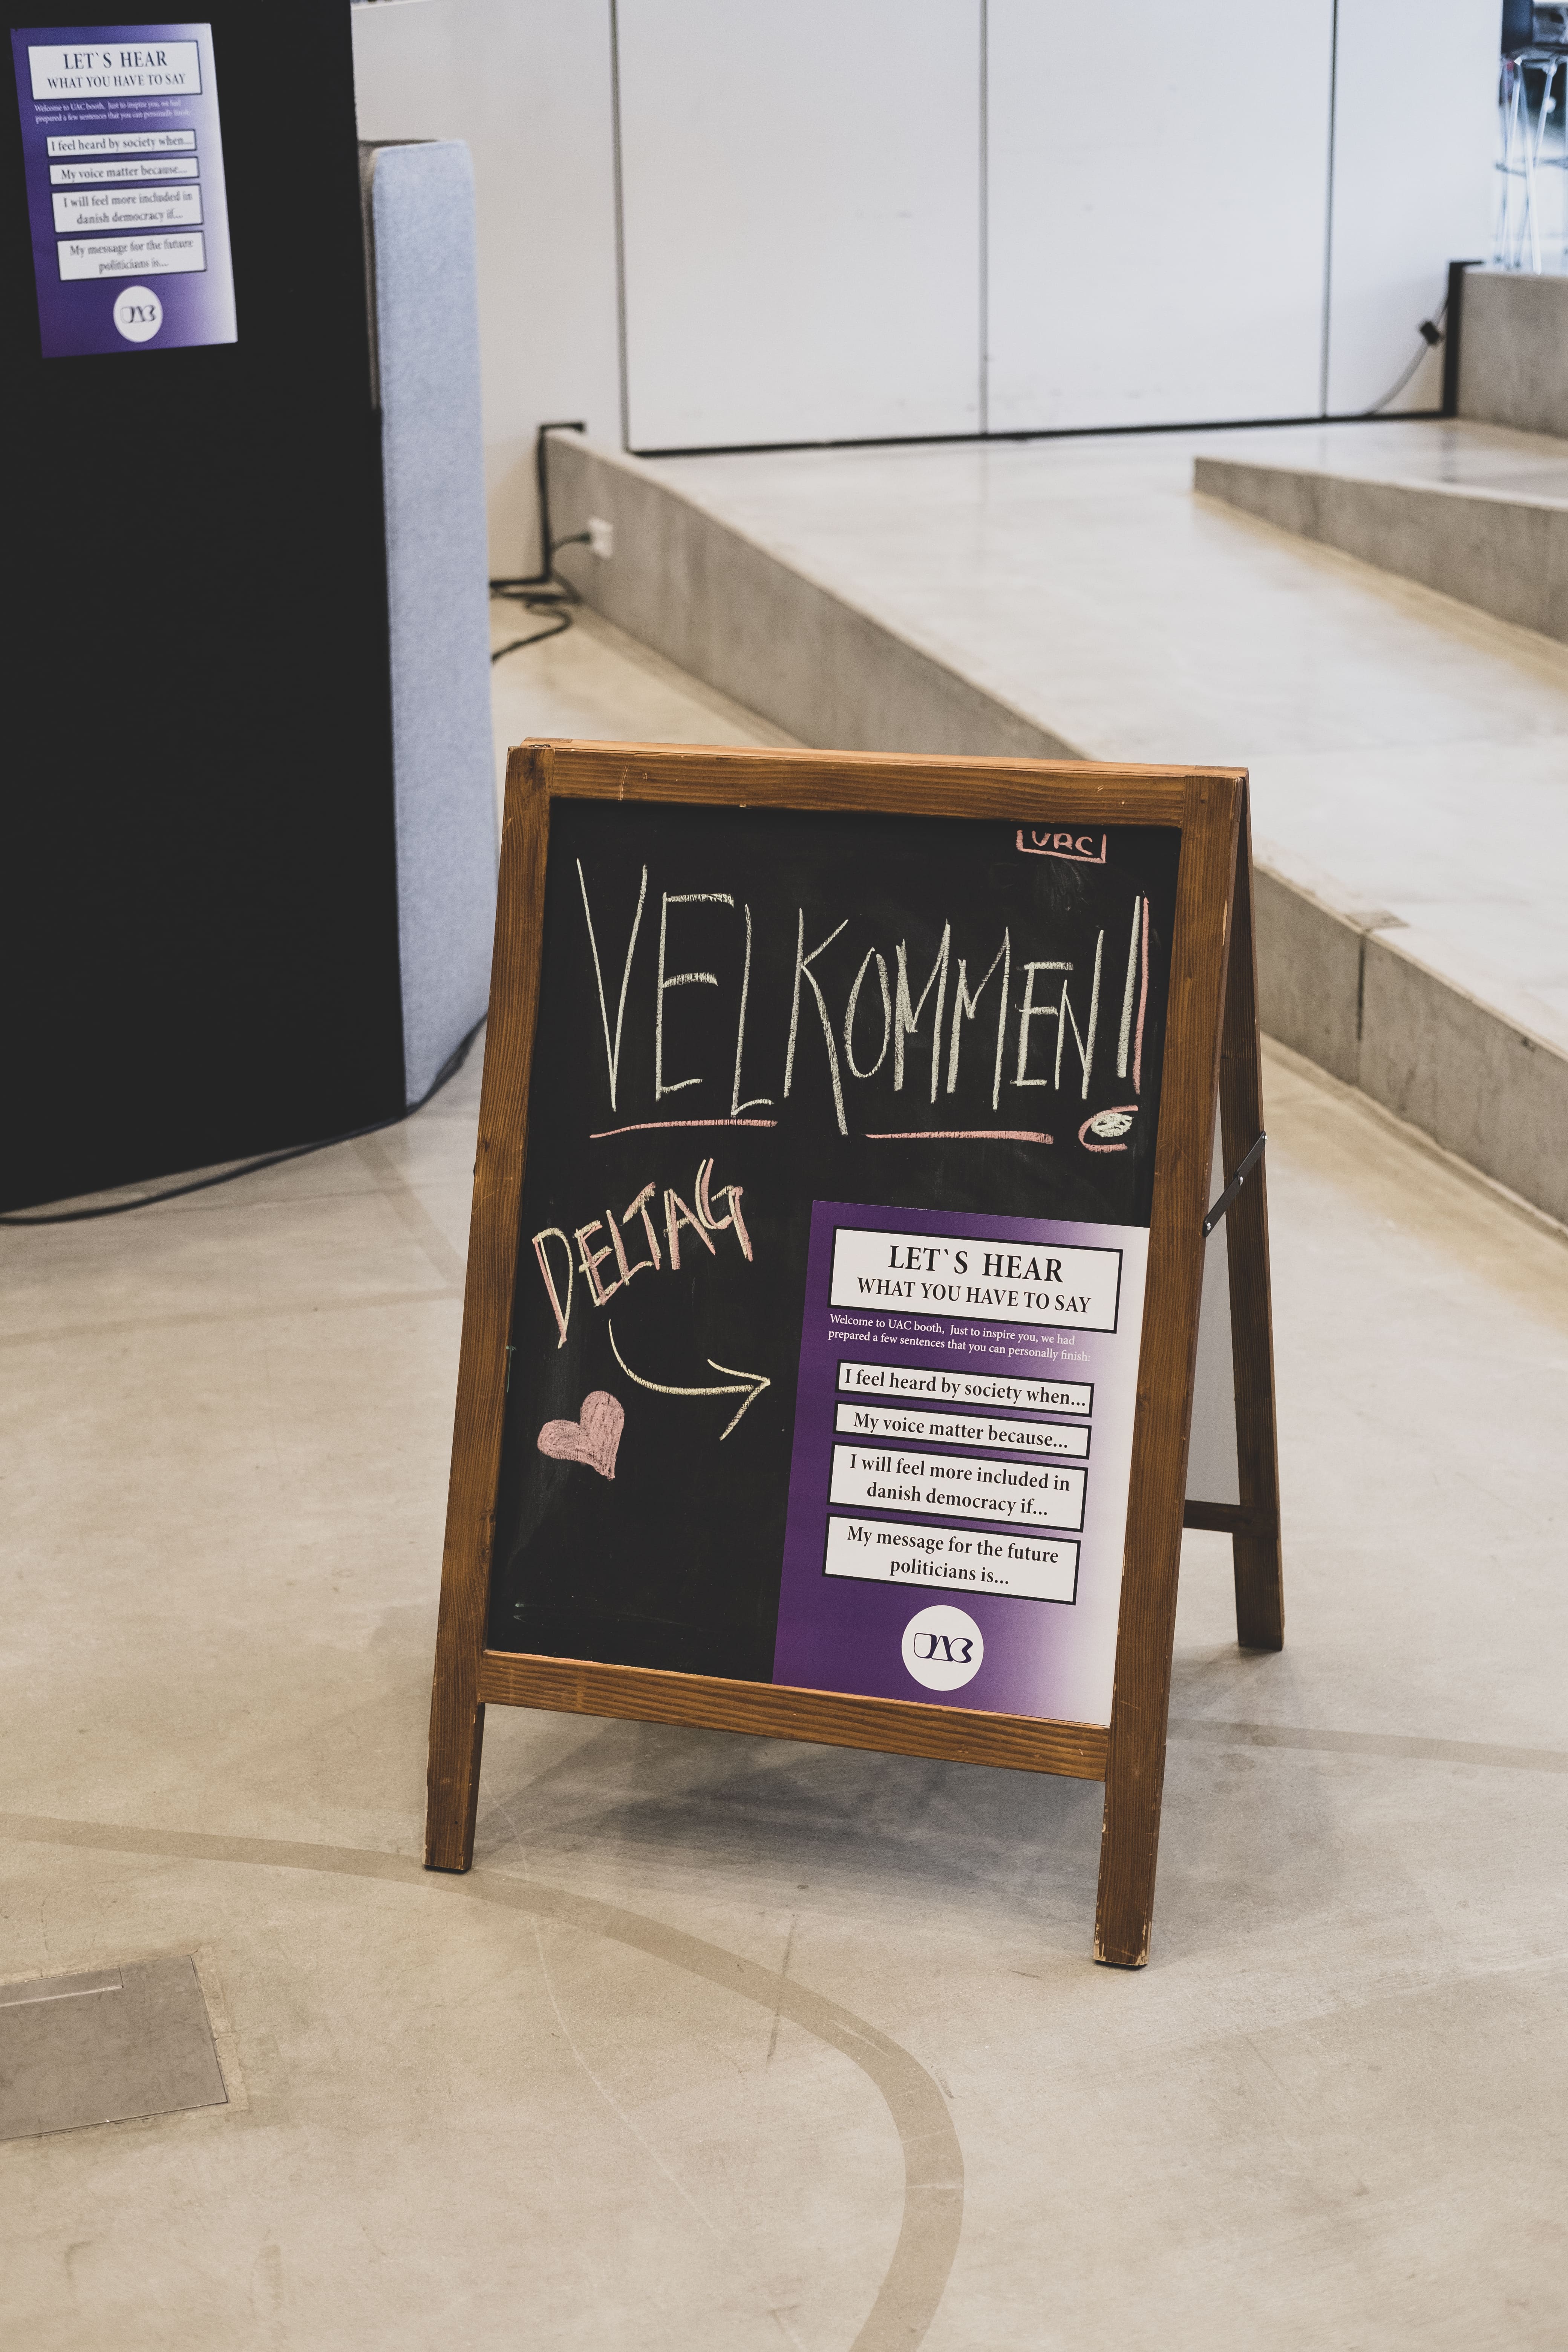 LET`S HEAR
WHAT YOU HAVE TO SAY
Welcome to UAC booth, Just to inspire you, we had
prepared a few sentences that you can personally finish:
I feel heard by society when...
My voice matter because...
I will feel more included in
danish democracy if...
My message for the future
politicians is...
UAC
VELKOMMEN!
DELTAG
LET`S HEAR
WHAT YOU HAVE TO SAY
Welcome to UAC booth, Just to inspire you, we had
prepared a few sentences that you can personally finish:
I feel heard by society when...
My voice matter because...
I will feel more included in
danish democracy if...
My message for the future
politicians is...